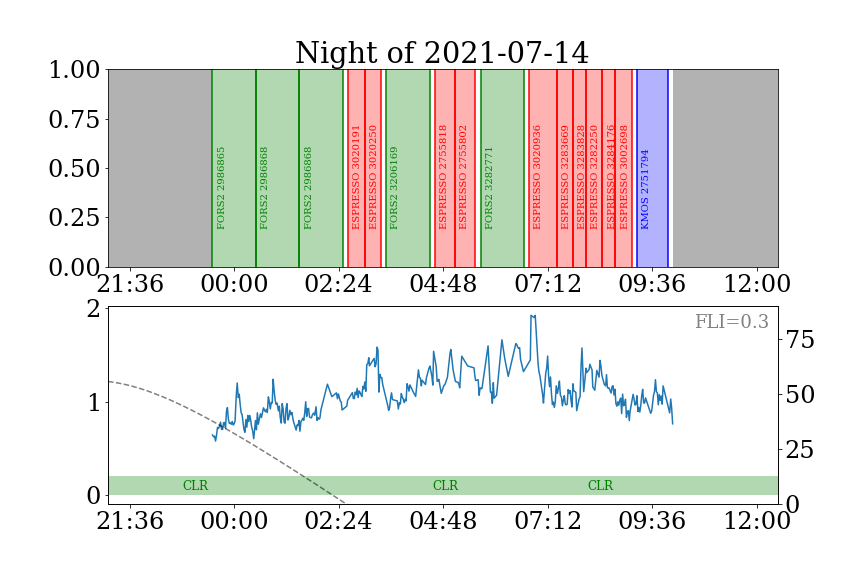 Night of 2021-07-14
1.00
0.75
0.50
0.25
0.00
FORS2 2986865
FORS2 2986868
FORS2 2986868
ESPRESSO 3020191
ESPRESSO 3020250
FORS2 3206169
ESPRESSO 2755818
ESPRESSO 2755802
FORS2 3282771
ESPRESSO 3020936
ESPRESSO 3283669
ESPRESSO 3283828
ESPRESSO 3282250
ESPRESSO 3284176
ESPRESSO 3002698
KMOS 2751794
21:36 00:00 02:24 04:48 07:12 09:36 12:00
2
1
0
FLI=0.3
75
50
25
0
CLR CLR CLR
21:36 00:00 02:24 04:48 07:12 09:36 12:00